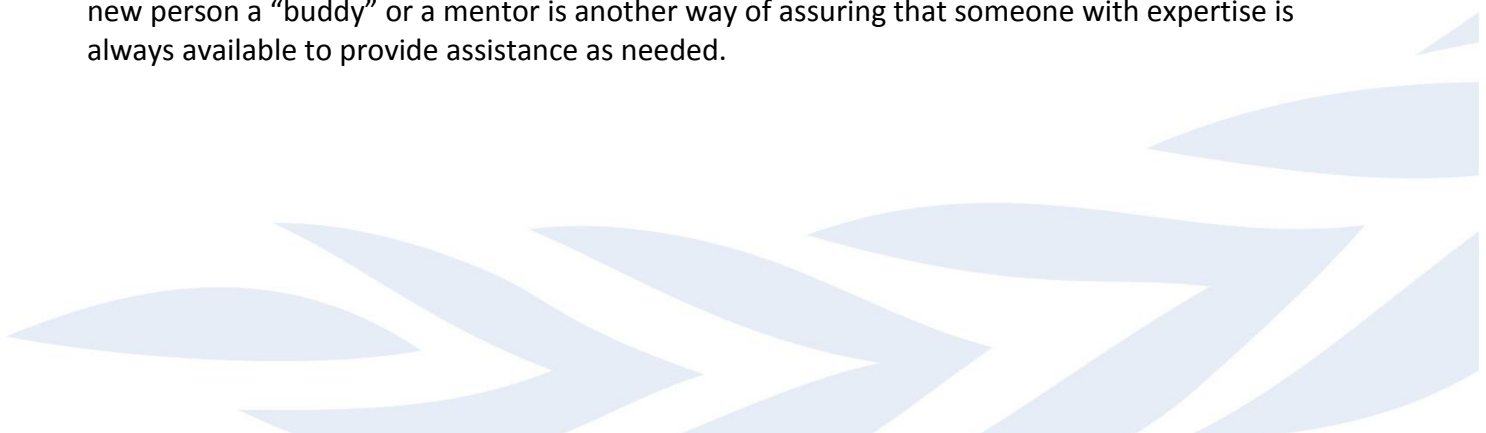 new person a “buddy” or a mentor is another way of assuring that someone with expertise is
always available to provide assistance as needed.